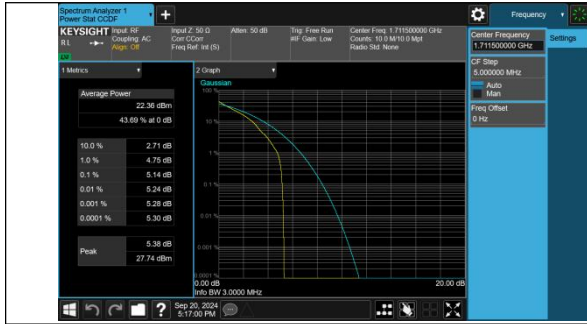 Spectrum Analyzer 1
Power Stat CCDF
Frequency
KEYSIGHT
Input: RF
Input Z: 50 Ω
Atten: 50 dB
Trig: Free Run
Center Freq: 1.711500000 GHz
RL
Coupling: AC
Corr CCorr
#IF Gain: Low
Counts: 10.0 M/10.0 Mpt
Align: Off
Freq Ref: Int (S)
Radio Std: None
Center Frequency
1.711500000 GHz
Settings
CF Step
5.000000 MHz
Auto
Man
Freq Offset
0 Hz
1 Metrics
2 Graph
Gaussian
Average Power
22.36 dBm
43.69 % at 0 dB
10.0 % 2.71 dB
1.0 % 4.75 dB
0.1 % 5.14 dB
0.01 % 5.24 dB
0.001 % 5.28 dB
0.0001 % 5.30 dB
Peak
5.38 dB
27.74 dBm
100 %
10 %
1 %
0.1 %
0.01 %
0.001 %
0.0001 %
0.00 dB
20.00 dB
Info BW 3.0000 MHz
?
Sep 20, 2024
5:17:00 PM